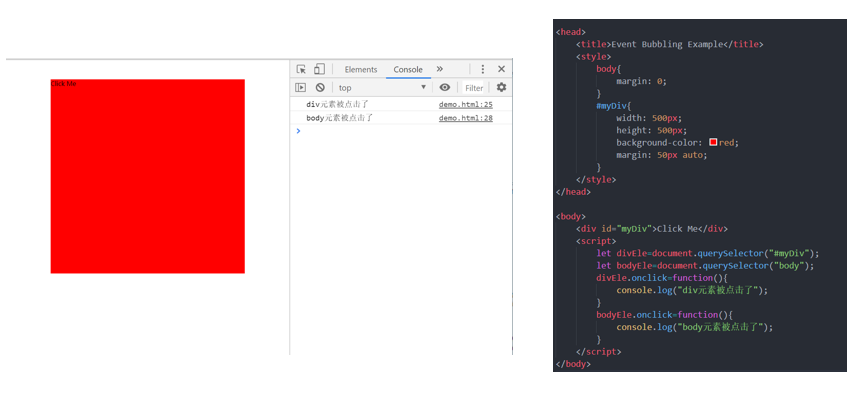 Click Me
Elements Console »
top Filter
div元素被点击了 demo.html:25
body元素被点击了 demo.html:28
<head>
<title>Event Bubbling Example</title>
<style>
body{
margin: 0;
}
#myDiv{
width: 500px;
height: 500px;
background-color: red;
margin: 50px auto;
}
</style>
</head>
<body>
<div id="myDiv">Click Me</div>
<script>
let divEle=document.querySelector("#myDiv");
let bodyEle=document.querySelector("body");
divEle.onclick=function(){
console.log("div元素被点击了");
}
bodyEle.onclick=function(){
console.log("body元素被点击了");
}
</script>
</body>